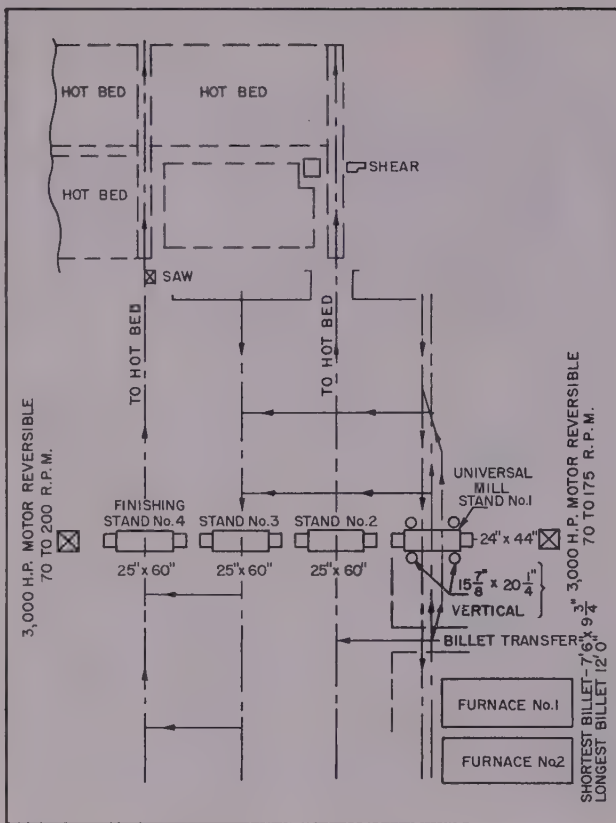 HOT BED
HOT BED
HOT BED
SHEAR
SAW
TO HOT BED
TO HOT BED
3,000 H.P. MOTOR REVERSIBLE
70 TO 200 R.P.M.
FINISHING
STAND No.4
STAND No.3
STAND No.2
UNIVERSAL
MILL
STAND No.1
24" x 44"
25" x 60"
25" x 60"
25" x 60"
15 7/8" x 20 1/4"
VERTICAL
BILLET TRANSFER
3,000 H.P. MOTOR REVERSIBLE
70 TO 175 R.P.M.
FURNACE No.1
FURNACE No.2
SHORTEST BILLET-7'6" x 9 3/4"
LONGEST BILLET 12'0"